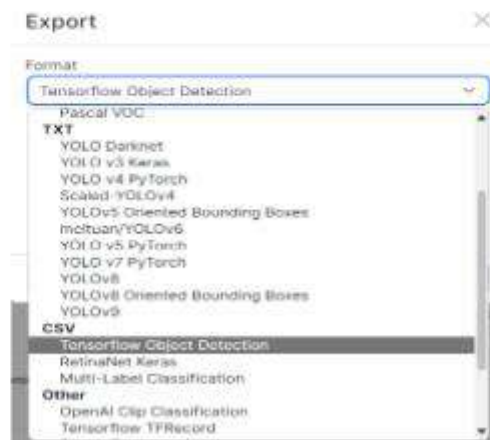 Export
Format
Tensorflow Object Detection
Pascal VOC
TXT
YOLO Darknet
YOLO v3 Keras
YOLO v4 PyTorch
Scaled-YOLOv4
YOLOv5 Oriented Bounding Boxes
meituan/YOLOv6
YOLO v5 PyTorch
YOLO v7 PyTorch
YOLOv8
YOLOv8 Oriented Bounding Boxes
YOLOv9
CSV
Tensorflow Object Detection
RetinaNet Keras
Multi-Label Classification
Other
OpenAI Clip Classification
Tensorflow TFRecord